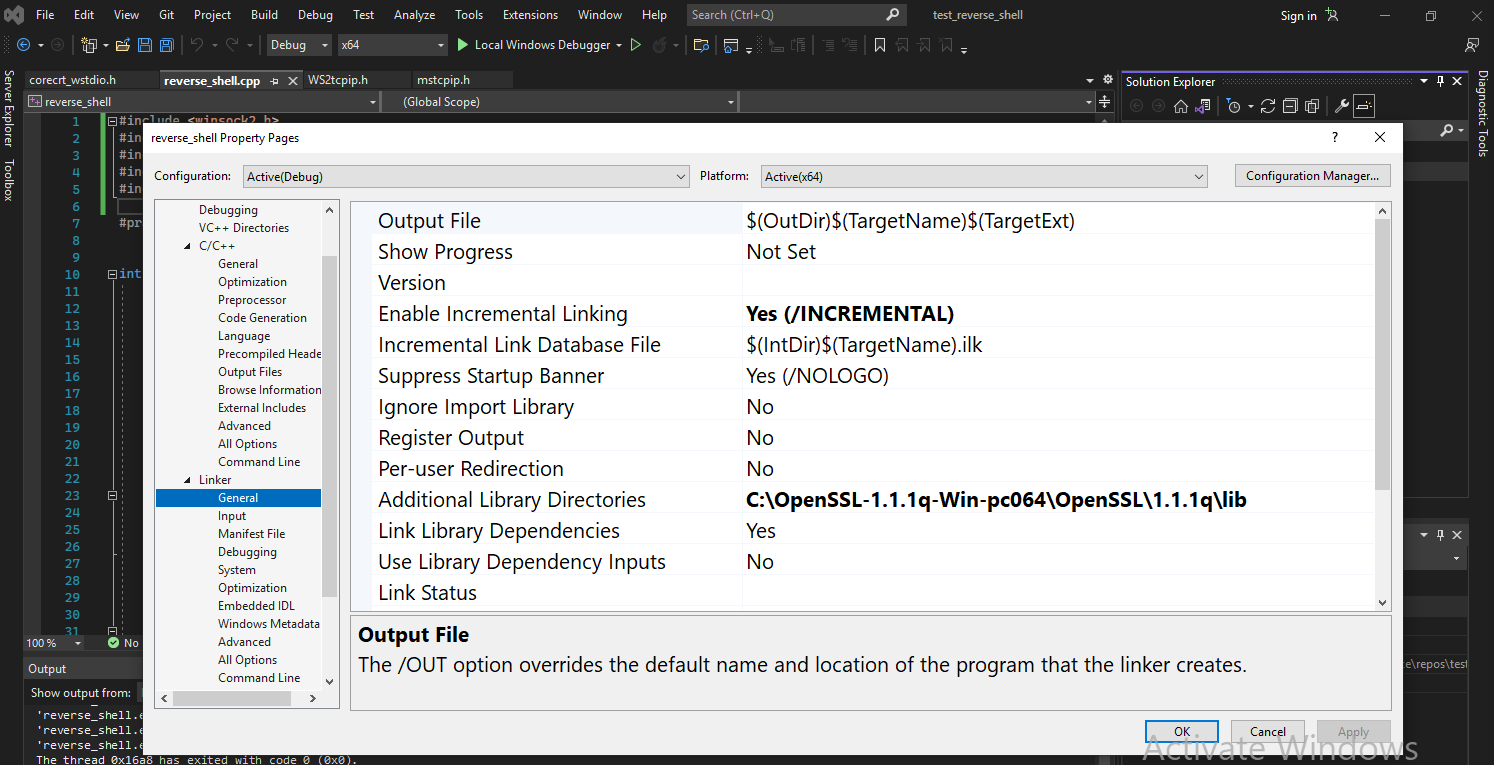 File Edit View Git Project Build Debug Test Analyze Tools Extensions Window Help Search (Ctrl+Q) test_reverse_shell Sign in
Debug x64 Local Windows Debugger
corecrt_wstdio.h reverse_shell.cpp WS2tcpip.h mstcpip.h
Solution Explorer
reverse_shell (Global Scope)
Server Explorer
Toolbox
Diagnostic Tools
1 #include <winsock2.h>
2 #in
3 #in
4 #in
5 #in
6
7 #pr
8
9
10 int
11
12
13
14
15
16
17
18
19
20
21
22
23
24
25
26
27
28
29
30
31
100 % No
Output
Show output from:
'reverse_shell.e
'reverse_shell.e
'reverse_shell.e
The thread 0x16a8 has exited with code 0 (0x0).
reverse_shell Property Pages ?
Configuration: Active(Debug) Platform: Active(x64) Configuration Manager...
Debugging
VC++ Directories
C/C++
General
Optimization
Preprocessor
Code Generation
Language
Precompiled Heade
Output Files
Browse Information
External Includes
Advanced
All Options
Command Line
Linker
General
Input
Manifest File
Debugging
System
Optimization
Embedded IDL
Windows Metadata
Advanced
All Options
Command Line
Output File $(OutDir)$(TargetName)$(TargetExt)
Show Progress Not Set
Version
Enable Incremental Linking Yes (/INCREMENTAL)
Incremental Link Database File $(IntDir)$(TargetName).ilk
Suppress Startup Banner Yes (/NOLOGO)
Ignore Import Library No
Register Output No
Per-user Redirection No
Additional Library Directories C:\OpenSSL-1.1.1q-Win-pc064\OpenSSL\1.1.1q\lib
Link Library Dependencies Yes
Use Library Dependency Inputs No
Link Status
Output File
The /OUT option overrides the default name and location of the program that the linker creates.
OK Cancel Apply
e\repos\test
Activate Windows